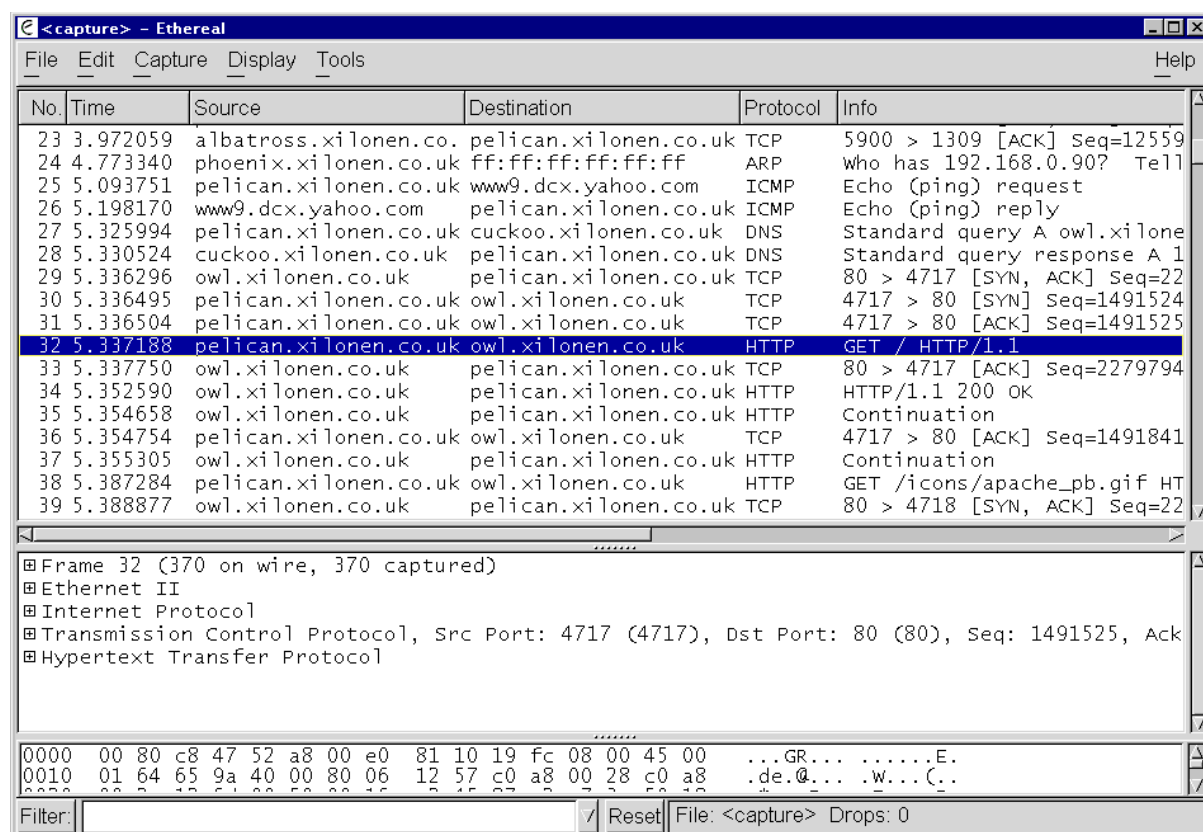 <capture> - Ethereal
File Edit Capture Display Tools Help
No. Time Source Destination Protocol Info
23 3.972059 albatross.xilonen.co. pelican.xilonen.co.uk TCP 5900 > 1309 [ACK] Seq=12559
24 4.773340 phoenix.xilonen.co.uk ff:ff:ff:ff:ff:ff ARP Who has 192.168.0.90? Tell
25 5.093751 pelican.xilonen.co.uk www9.dcx.yahoo.com ICMP Echo (ping) request
26 5.198170 www9.dcx.yahoo.com pelican.xilonen.co.uk ICMP Echo (ping) reply
27 5.325994 pelican.xilonen.co.uk cuckoo.xilonen.co.uk DNS Standard query A owl.xilone
28 5.330524 cuckoo.xilonen.co.uk pelican.xilonen.co.uk DNS Standard query response A 1
29 5.336296 owl.xilonen.co.uk pelican.xilonen.co.uk TCP 80 > 4717 [SYN, ACK] Seq=22
30 5.336495 pelican.xilonen.co.uk owl.xilonen.co.uk TCP 4717 > 80 [SYN] Seq=1491524
31 5.336504 pelican.xilonen.co.uk owl.xilonen.co.uk TCP 4717 > 80 [ACK] Seq=1491525
32 5.337188 pelican.xilonen.co.uk owl.xilonen.co.uk HTTP GET / HTTP/1.1
33 5.337750 owl.xilonen.co.uk pelican.xilonen.co.uk TCP 80 > 4717 [ACK] Seq=2279794
34 5.352590 owl.xilonen.co.uk pelican.xilonen.co.uk HTTP HTTP/1.1 200 OK
35 5.354658 owl.xilonen.co.uk pelican.xilonen.co.uk HTTP Continuation
36 5.354754 pelican.xilonen.co.uk owl.xilonen.co.uk TCP 4717 > 80 [ACK] Seq=1491841
37 5.355305 owl.xilonen.co.uk pelican.xilonen.co.uk HTTP Continuation
38 5.387284 pelican.xilonen.co.uk owl.xilonen.co.uk HTTP GET /icons/apache_pb.gif HT
39 5.388877 owl.xilonen.co.uk pelican.xilonen.co.uk TCP 80 > 4718 [SYN, ACK] Seq=22
Frame 32 (370 on wire, 370 captured)
Ethernet II
Internet Protocol
Transmission Control Protocol, Src Port: 4717 (4717), Dst Port: 80 (80), Seq: 1491525, Ack
Hypertext Transfer Protocol
0000 00 80 c8 47 52 a8 00 e0 81 10 19 fc 08 00 45 00 ...GR... ......E.
0010 01 64 65 9a 40 00 80 06 12 57 c0 a8 00 28 c0 a8 .de.@... .W...(..
Filter: Reset File: <capture> Drops: 0